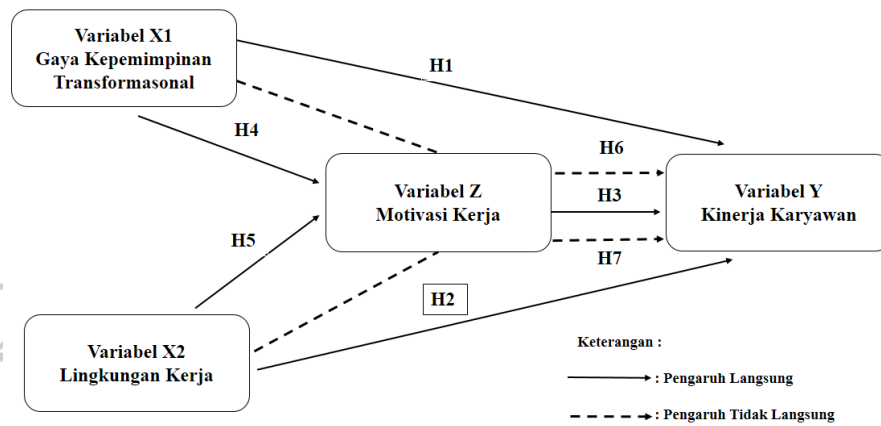 Variabel X1
Gaya Kepemimpinan
Transformasonal
H1
H4
H6
Variabel Z
Motivasi Kerja
H3
Variabel Y
Kinerja Karyawan
H5
H7
H2
Variabel X2
Lingkungan Kerja
Keterangan :
: Pengaruh Langsung
: Pengaruh Tidak Langsung